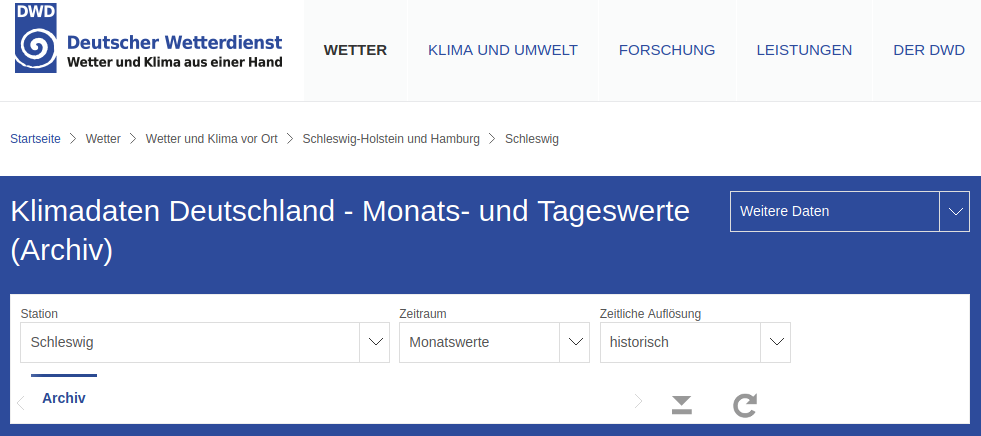 DWD
Deutscher Wetterdienst
Wetter und Klima aus einer Hand
WETTER
KLIMA UND UMWELT
FORSCHUNG
LEISTUNGEN
DER DWD
Startseite
Wetter
Wetter und Klima vor Ort
Schleswig-Holstein und Hamburg
Schleswig
Klimadaten Deutschland - Monats- und Tageswerte
(Archiv)
Weitere Daten
Station
Zeitraum
Zeitliche Auflösung
Schleswig
Monatswerte
historisch
Archiv